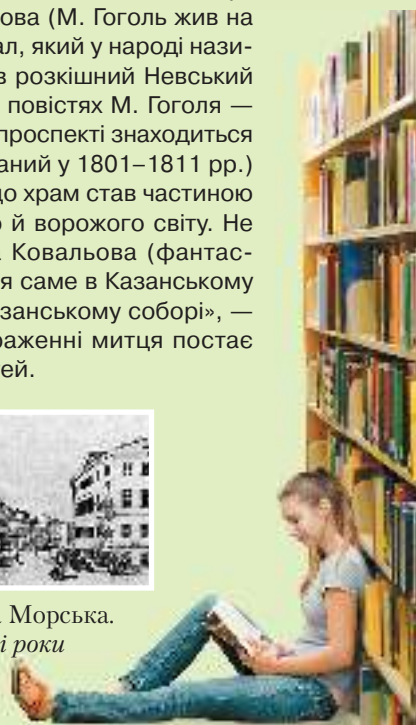 ова (М. Гоголь жив на
ал, який у народі нази-
в розкішний Невський
повістях М. Гоголя —
проспекті знаходиться
аний у 1801–1811 рр.)
до храм став частиною
о й ворожого світу. Не
а Ковальова (фантас-
я саме в Казанському
азанському соборі», —
раженні митця постає
ей.
а Морська.
і роки